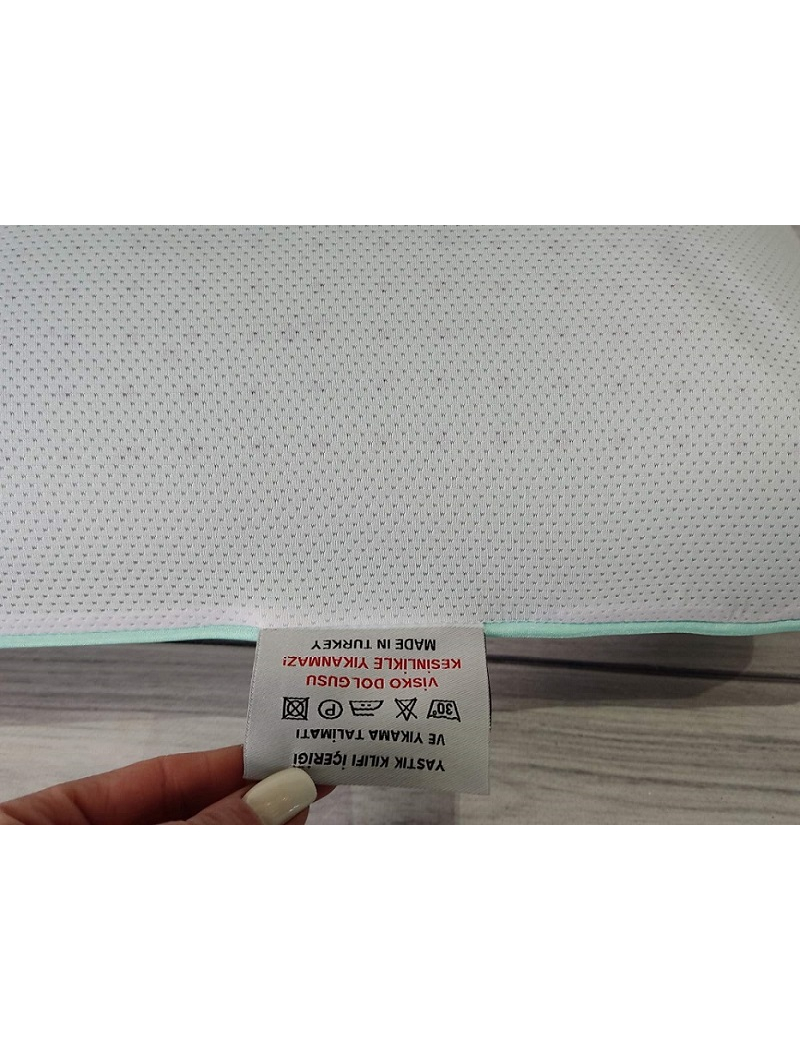 YASTIK KILIFI İÇERİĞİ
VE YIKAMA TALİMATI
30°
P
VİSKO DOLGUSU
KESİNLİKLE YIKANMAZ!
MADE IN TURKEY